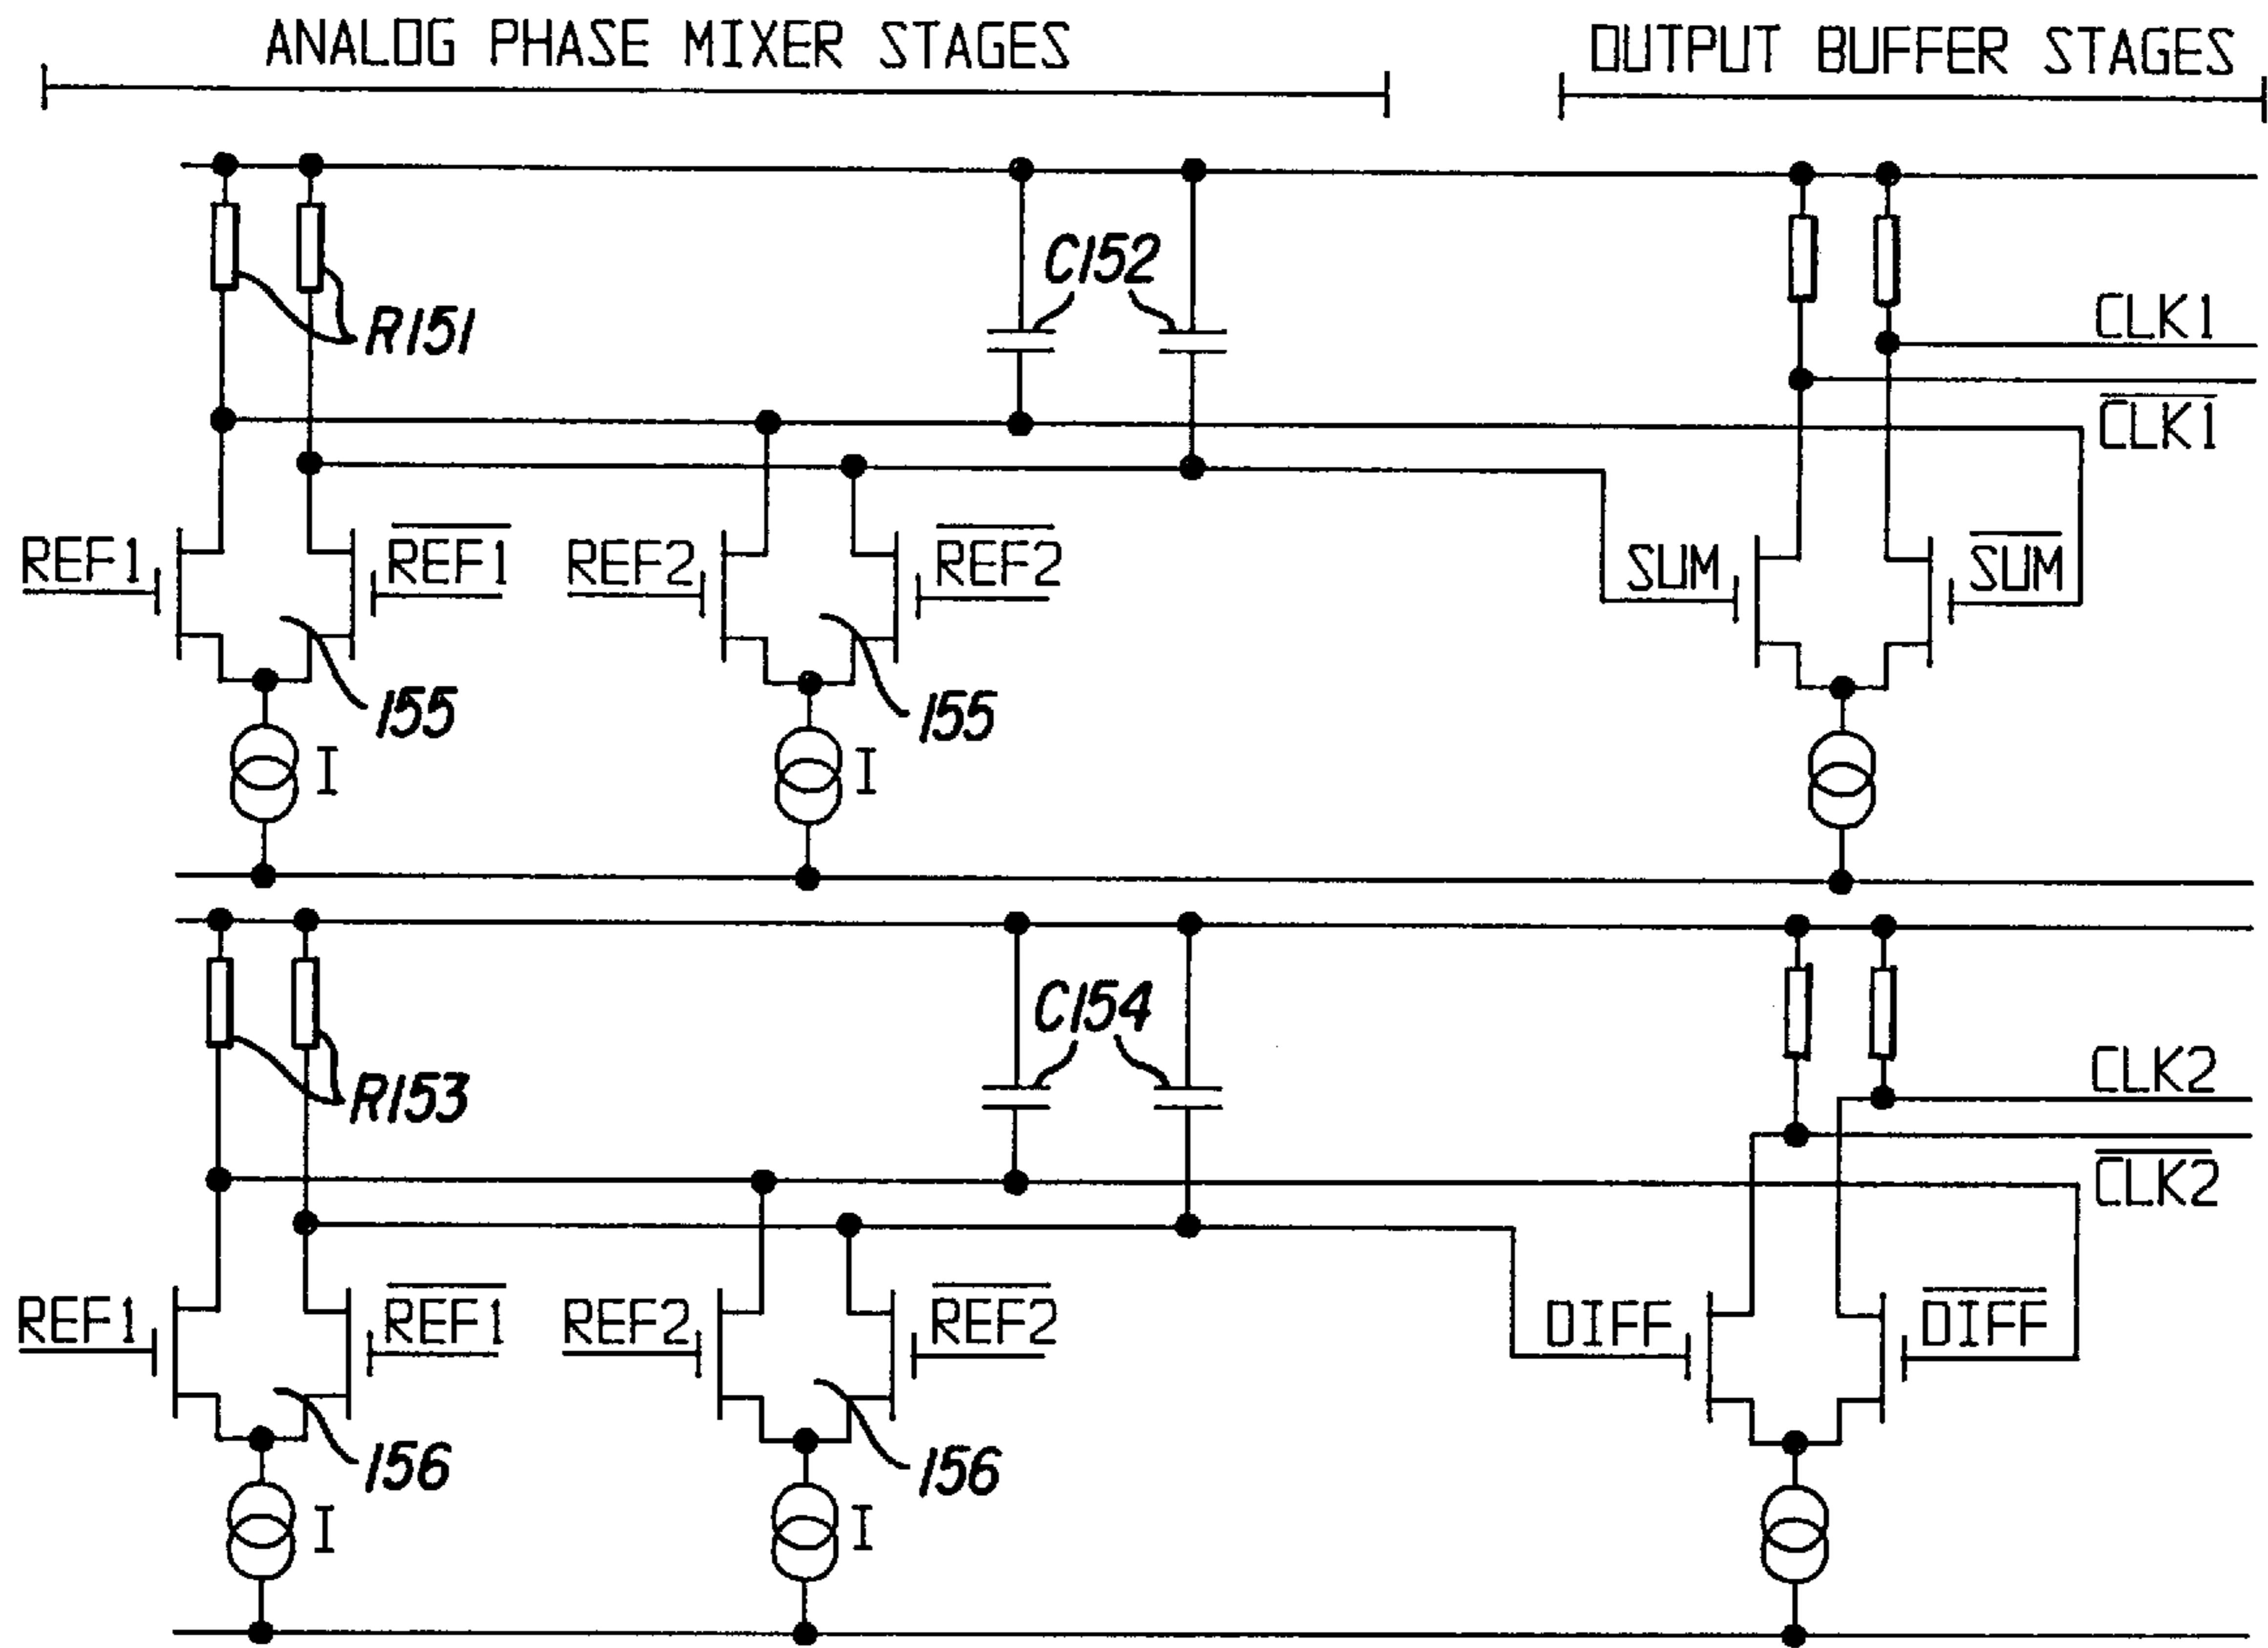 ANALOG PHASE MIXER STAGES
OUTPUT BUFFER STAGES
C152
R151
CLK1
CLK1
REF1
REF1
REF2
REF2
SUM
SUM
155
155
I
I
C154
R153
CLK2
CLK2
REF1
REF1
REF2
REF2
DIFF
DIFF
156
156
I
I